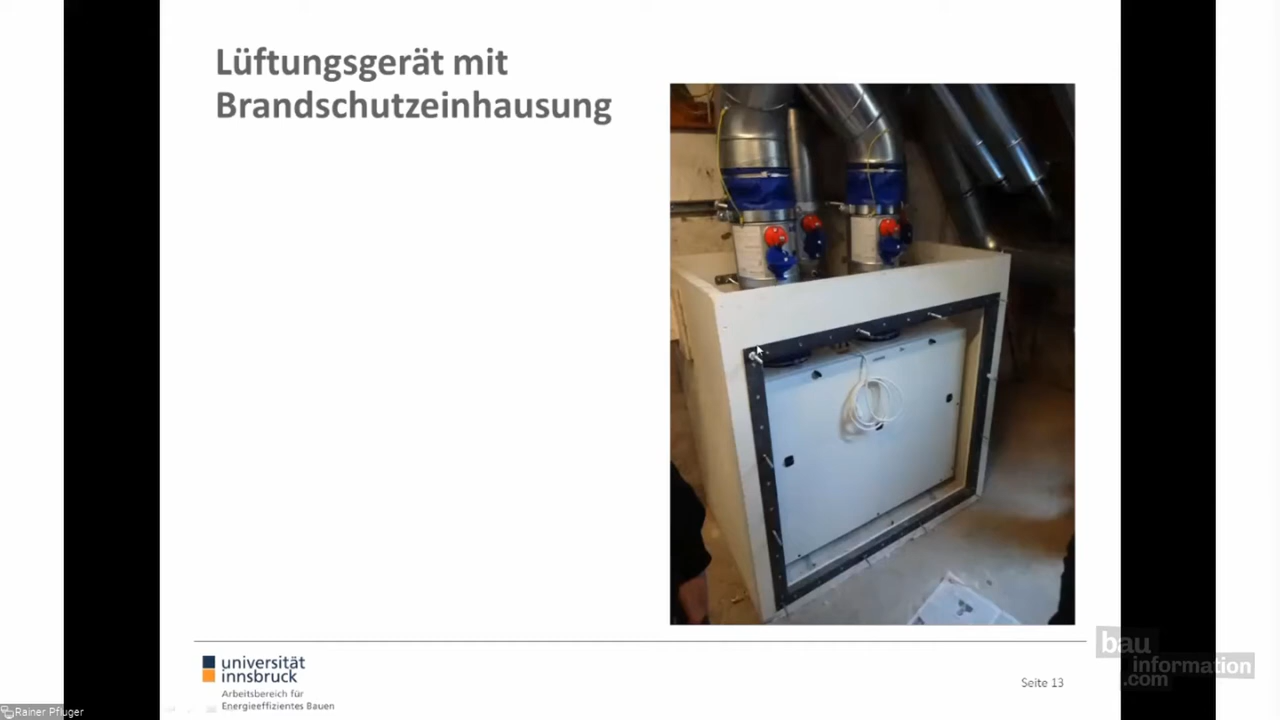 Lüftungsgerät mit
Brandschutzeinhausung
universität
innsbruck
Arbeitsbereich für
Energieeffizientes Bauen
Seite 13
bau
information
.com
Rainer Pfluger